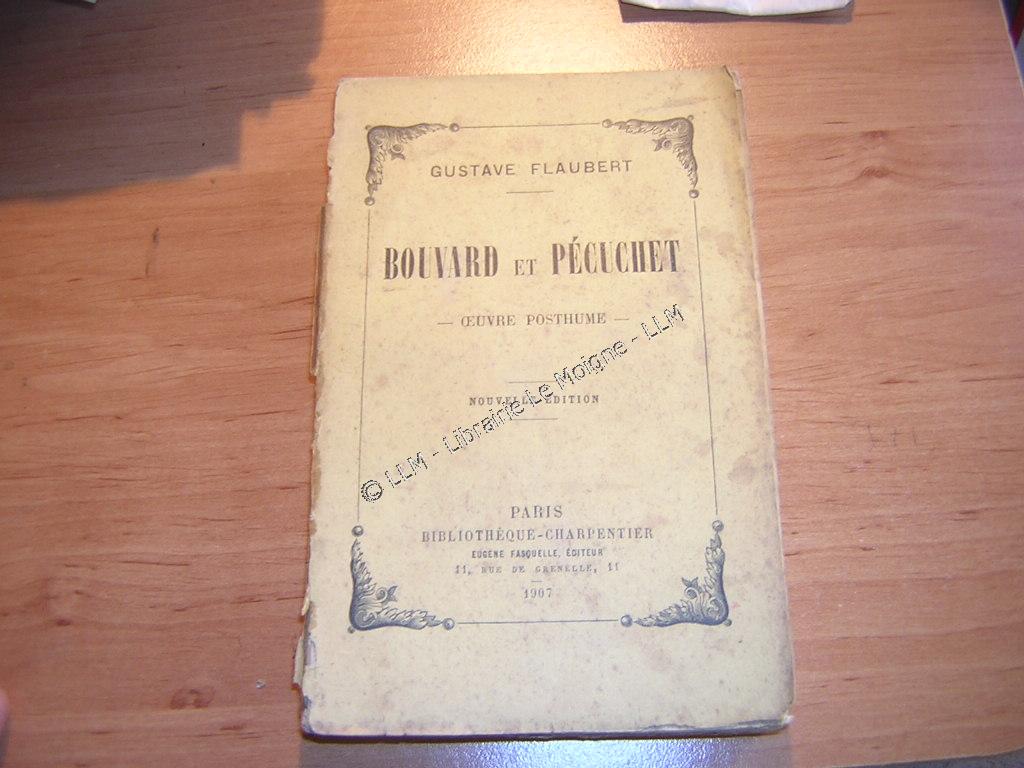 GUSTAVE FLAUBERT
BOUVARD ET PÉCUCHET
— ŒUVRE POSTHUME —
NOUVELLE ÉDITION
© LLM - Librairie Le Moigne - LLM
PARIS
BIBLIOTHÈQUE-CHARPENTIER
EUGÈNE FASQUELLE, ÉDITEUR
11, RUE DE GRENELLE, 11
1907